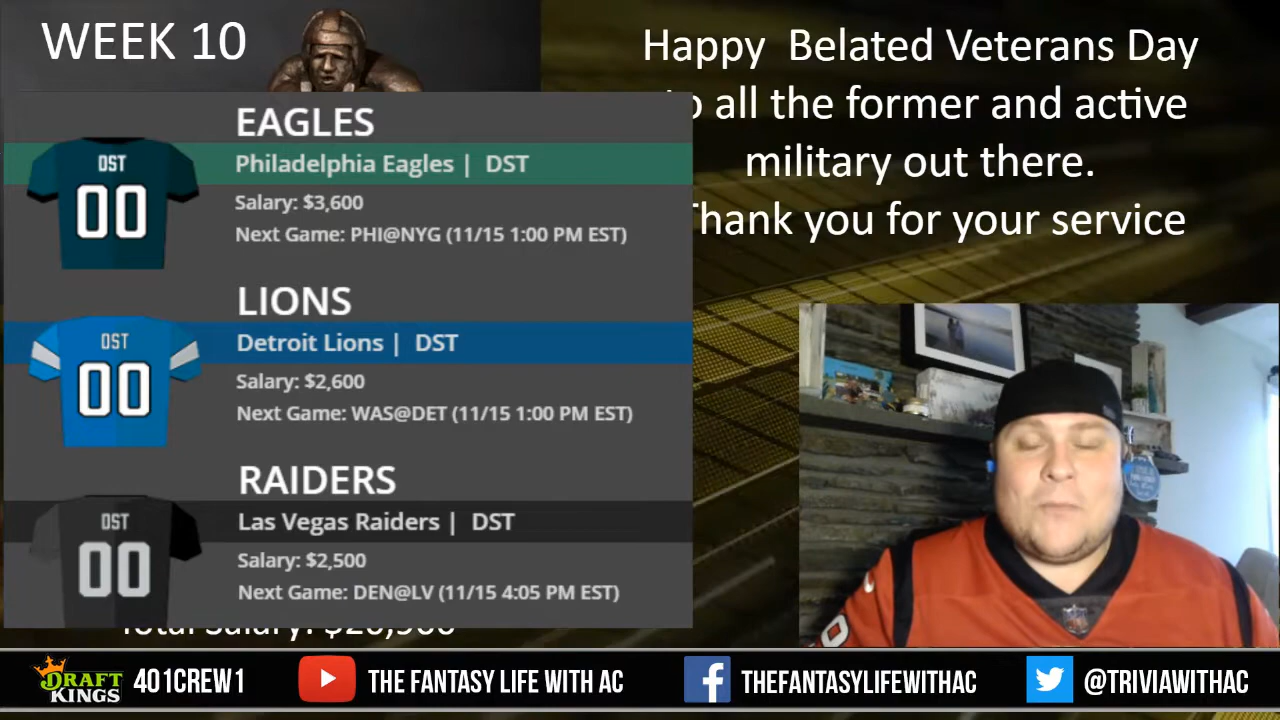 WEEK 10
Happy Belated Veterans Day
all the former and active
military out there.
Thank you for your service
EAGLES
DST
00
Philadelphia Eagles | DST
Salary: $3,600
Next Game: PHI@NYG (11/15 1:00 PM EST)
LIONS
DST
00
Detroit Lions | DST
Salary: $2,600
Next Game: WAS@DET (11/15 1:00 PM EST)
RAIDERS
DST
00
Las Vegas Raiders | DST
Salary: $2,500
Next Game: DEN@LV (11/15 4:05 PM EST)
Total Salary:
DRAFT
KINGS
401CREW1
THE FANTASY LIFE WITH AC
THEFANTASYLIFEWITHAC
@TRIVIAWITHAC